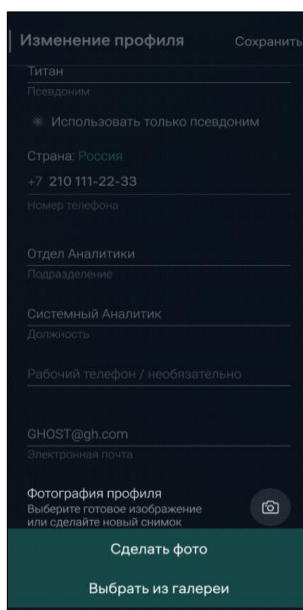 Изменение профиля
Сохранить
Титан
Псевдоним
Использовать только псевдоним
Страна: Россия
+7 210 111-22-33
Номер телефона
Отдел Аналитики
Подразделение
Системный Аналитик
Должность
Рабочий телефон / необязательно
GHOST@gh.com
Электронная почта
Фотография профиля
Выберите готовое изображение
или сделайте новый снимок
Сделать фото
Выбрать из галереи